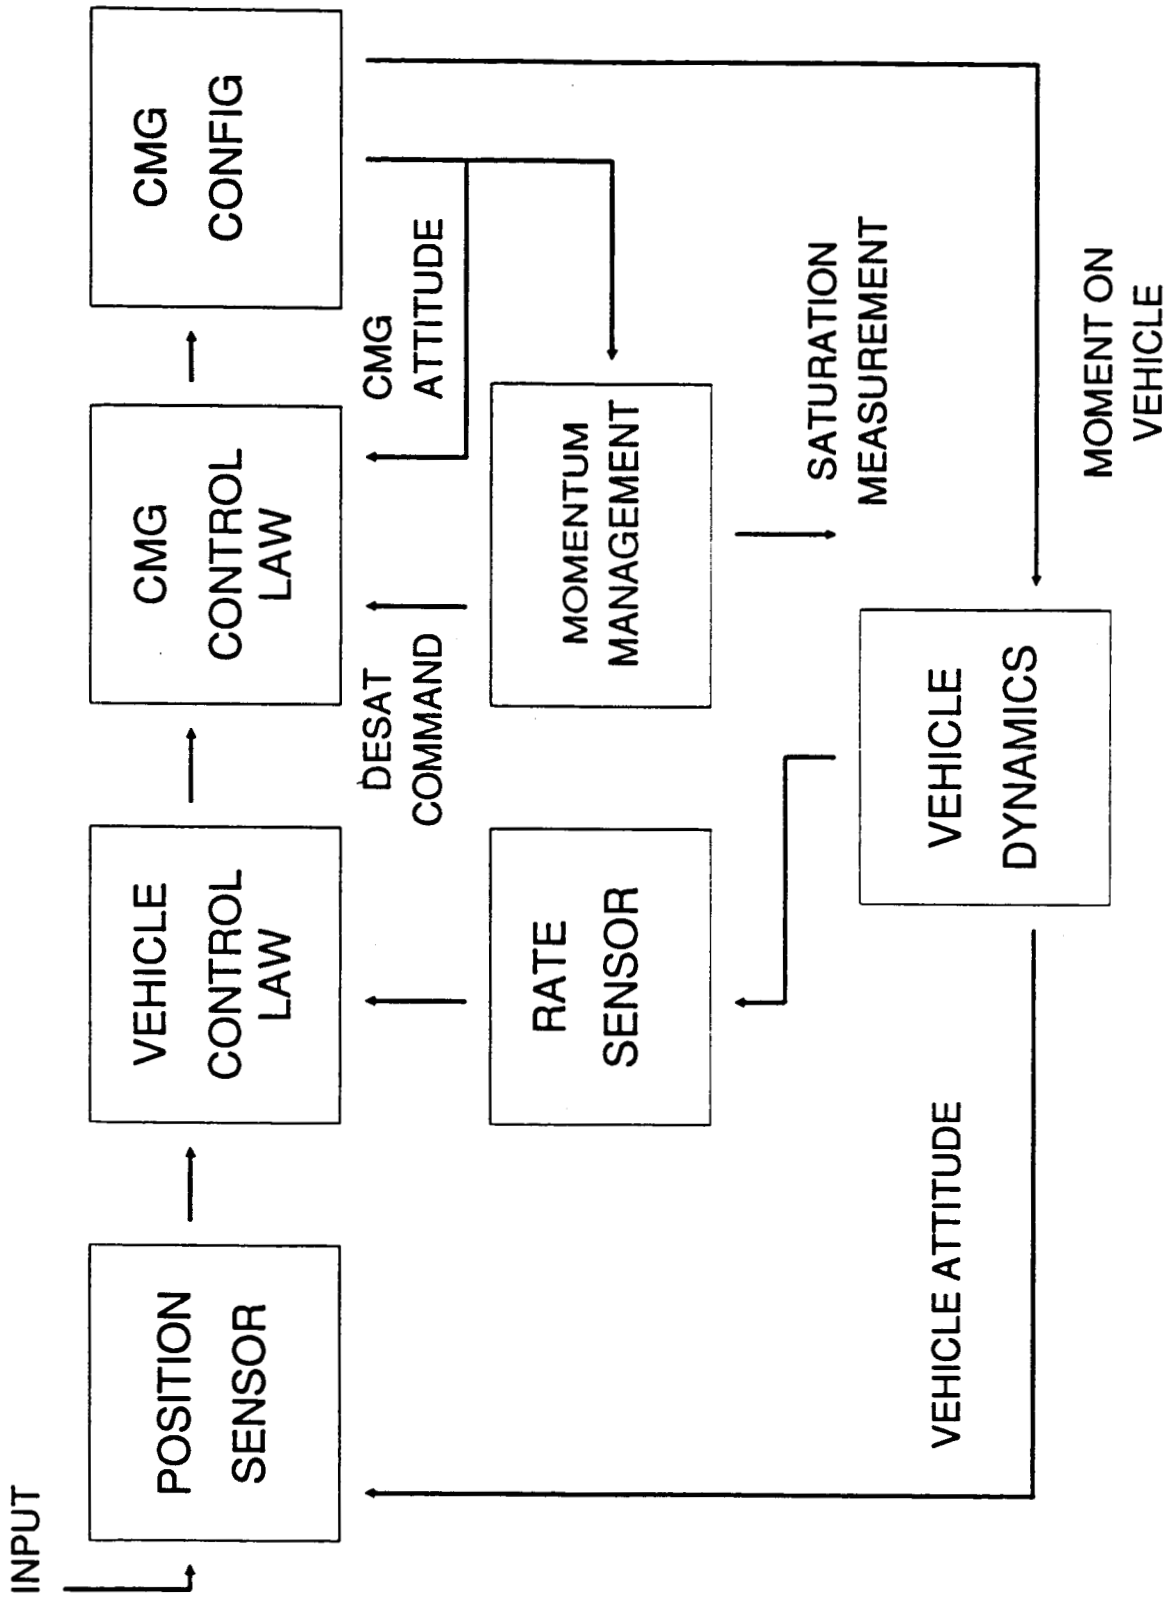 INPUT
POSITION
SENSOR
VEHICLE
CONTROL
LAW
CMG
CONTROL
LAW
CMG
CONFIG
DESAT
COMMAND
CMG
ATTITUDE
RATE
SENSOR
MOMENTUM
MANAGEMENT
SATURATION
MEASUREMENT
VEHICLE ATTITUDE
VEHICLE
DYNAMICS
MOMENT ON
VEHICLE